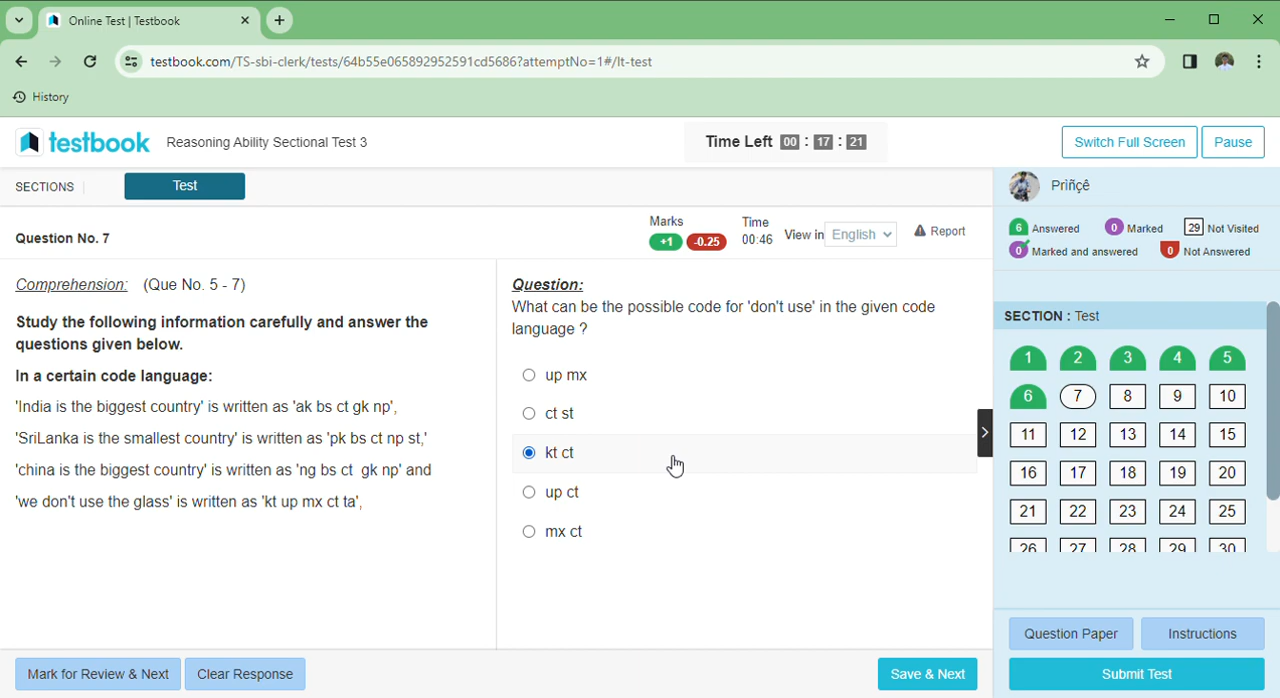 Online Test | Testbook
testbook.com/TS-sbi-clerk/tests/64b55e065892952591cd5686?attemptNo=1#/lt-test
History
testbook Reasoning Ability Sectional Test 3 Time Left 00 : 17 : 21 Switch Full Screen Pause
SECTIONS Test Priñçê
Question No. 7 Marks +1 -0.25 Time 00:46 View in English Report
6 Answered 0 Marked 29 Not Visited
0 Marked and answered 0 Not Answered
Comprehension: (Que No. 5 - 7)
Study the following information carefully and answer the
questions given below.
In a certain code language:
'India is the biggest country' is written as 'ak bs ct gk np',
'SriLanka is the smallest country' is written as 'pk bs ct np st,'
'china is the biggest country' is written as 'ng bs ct gk np' and
'we don't use the glass' is written as 'kt up mx ct ta',
Question:
What can be the possible code for 'don't use' in the given code
language ?
up mx
ct st
kt ct
up ct
mx ct
SECTION : Test
1 2 3 4 5
6 7 8 9 10
11 12 13 14 15
16 17 18 19 20
21 22 23 24 25
26 27 28 29 30
Question Paper Instructions
Mark for Review & Next Clear Response Save & Next Submit Test